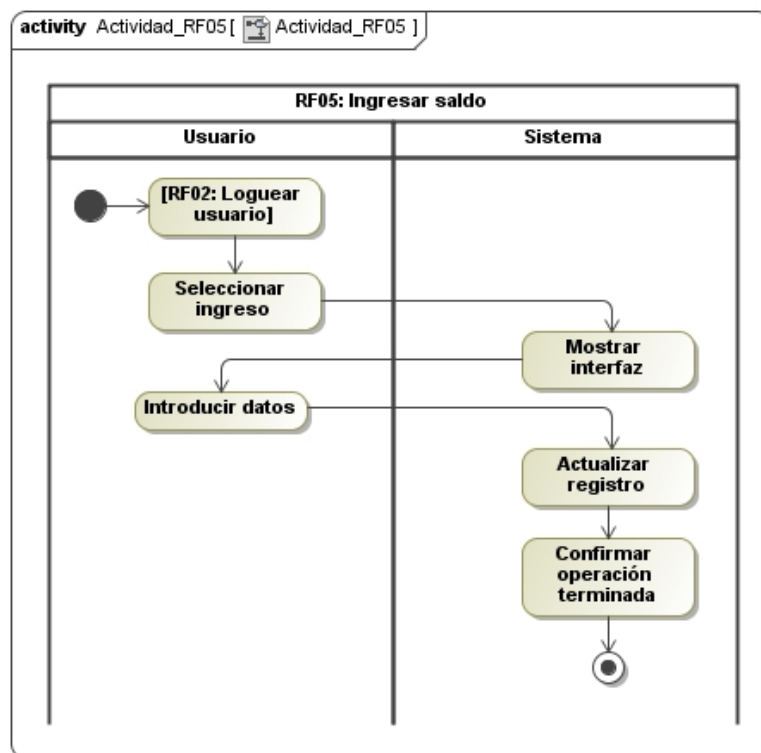 activity Actividad_RF05[ Actividad_RF05 ]
RF05: Ingresar saldo
Usuario
Sistema
[RF02: Loguear
usuario]
Seleccionar
ingreso
Mostrar
interfaz
Introducir datos
Actualizar
registro
Confirmar
operación
terminada